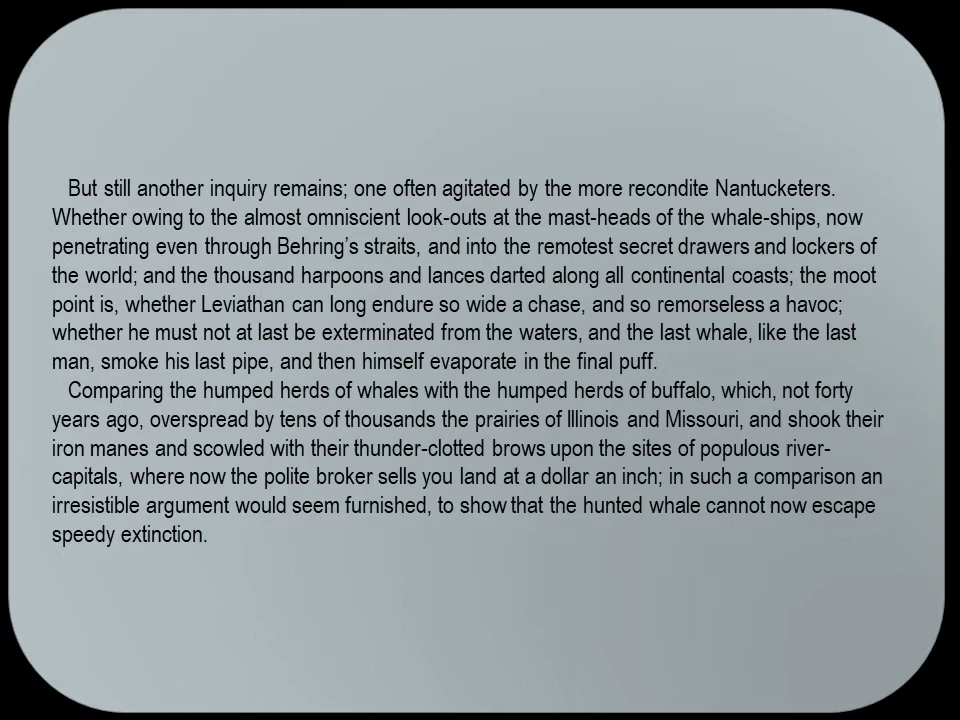 But still another inquiry remains; one often agitated by the more recondite Nantucketers.
Whether owing to the almost omniscient look-outs at the mast-heads of the whale-ships, now
penetrating even through Behring’s straits, and into the remotest secret drawers and lockers of
the world; and the thousand harpoons and lances darted along all continental coasts; the moot
point is, whether Leviathan can long endure so wide a chase, and so remorseless a havoc;
whether he must not at last be exterminated from the waters, and the last whale, like the last
man, smoke his last pipe, and then himself evaporate in the final puff.
Comparing the humped herds of whales with the humped herds of buffalo, which, not forty
years ago, overspread by tens of thousands the prairies of Illinois and Missouri, and shook their
iron manes and scowled with their thunder-clotted brows upon the sites of populous river-
capitals, where now the polite broker sells you land at a dollar an inch; in such a comparison an
irresistible argument would seem furnished, to show that the hunted whale cannot now escape
speedy extinction.